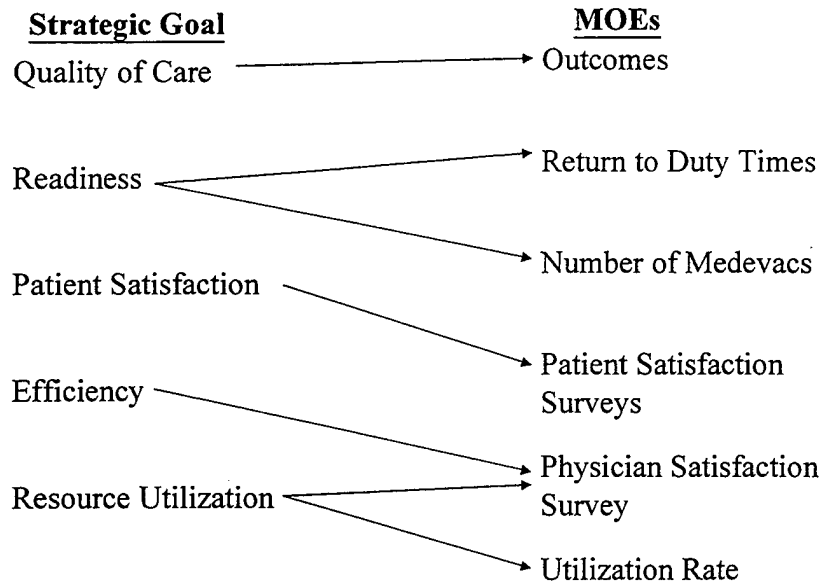 Strategic Goal
MOEs
Quality of Care
Outcomes
Readiness
Return to Duty Times
Number of Medevacs
Patient Satisfaction
Patient Satisfaction
Surveys
Efficiency
Physician Satisfaction
Survey
Resource Utilization
Utilization Rate